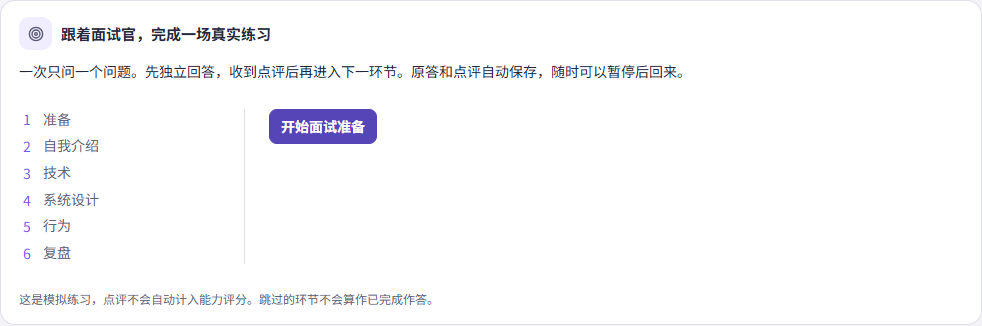 跟着面试官，完成一场真实练习
一次只问一个问题。先独立回答，收到点评后再进入下一环节。原答和点评自动保存，随时可以暂停后回来。
1 准备
2 自我介绍
3 技术
4 系统设计
5 行为
6 复盘
开始面试准备
这是模拟练习，点评不会自动计入能力评分。跳过的环节不会算作已完成作答。